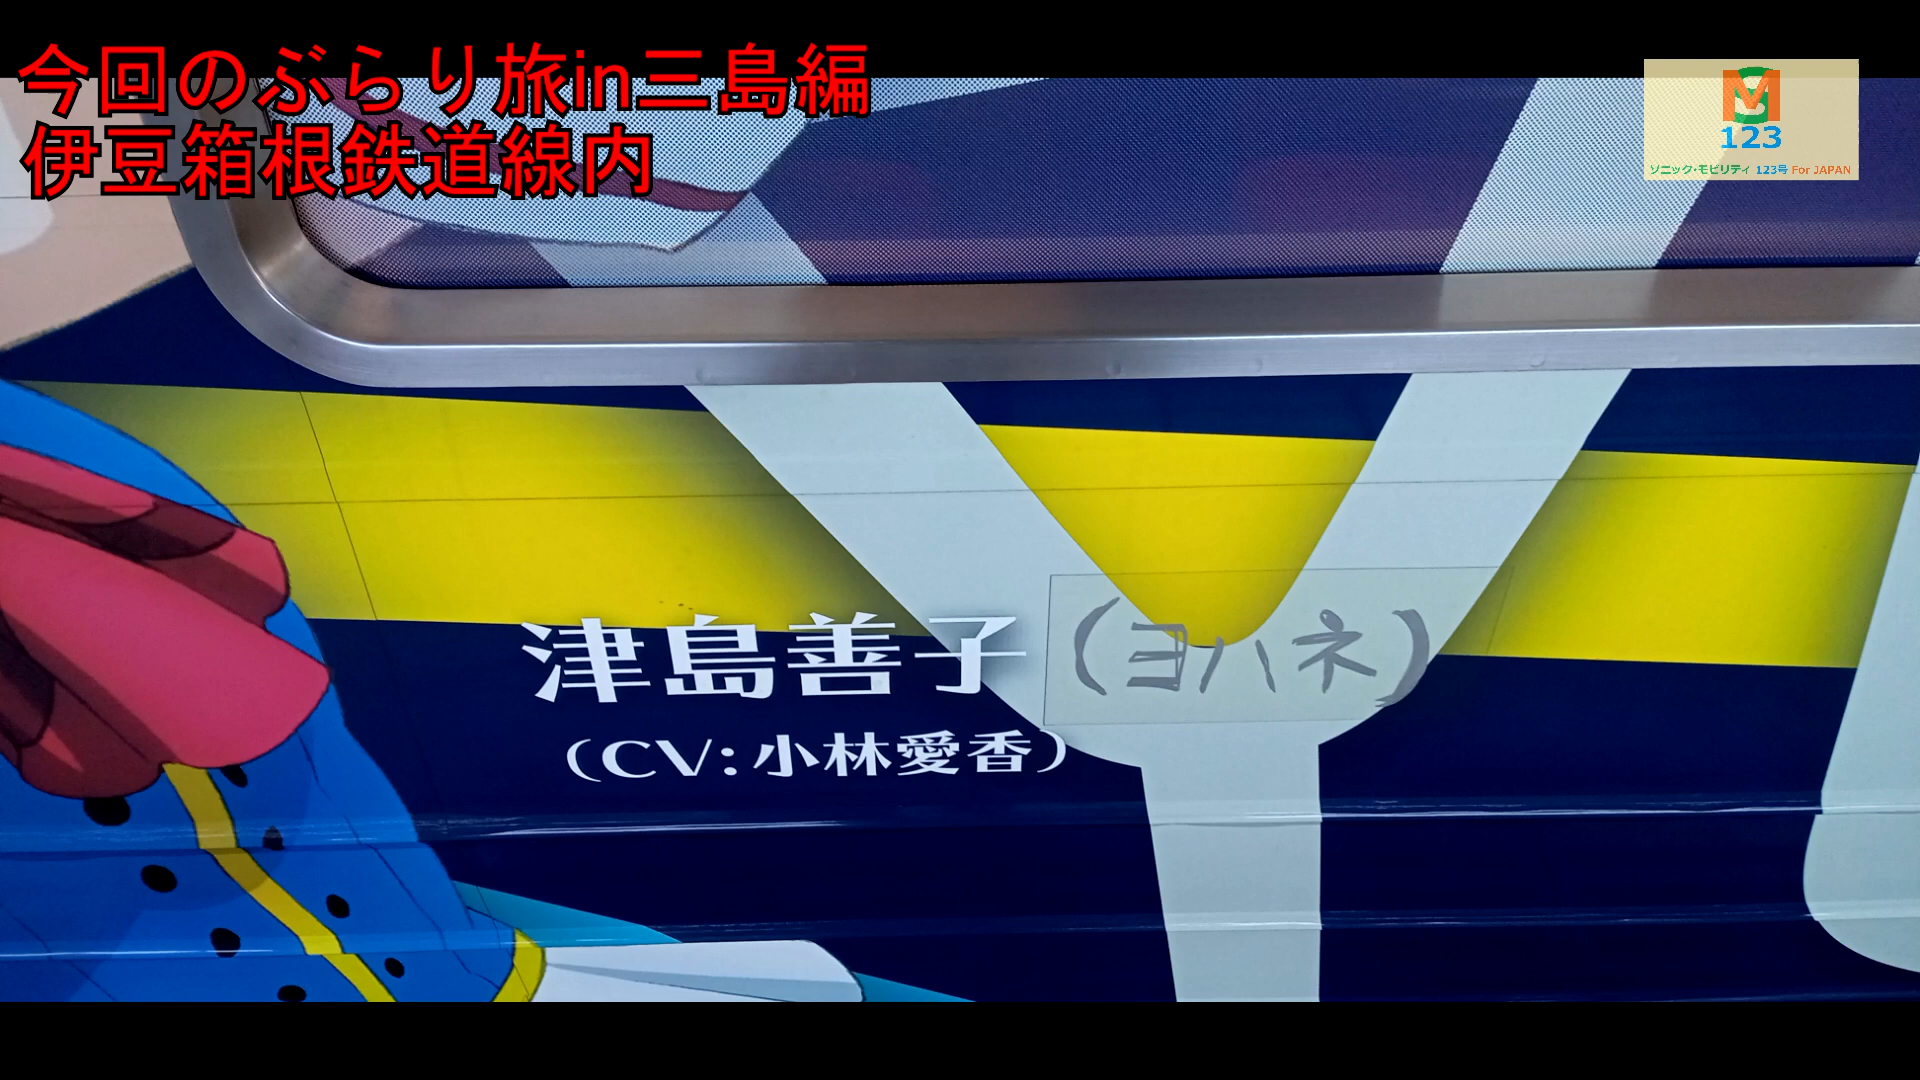 今回のぶらり旅in三島編
伊豆箱根鉄道線内
123
ソニック・モビリティ 123号 For JAPAN
津島善子(ヨハネ)
(CV:小林愛香)